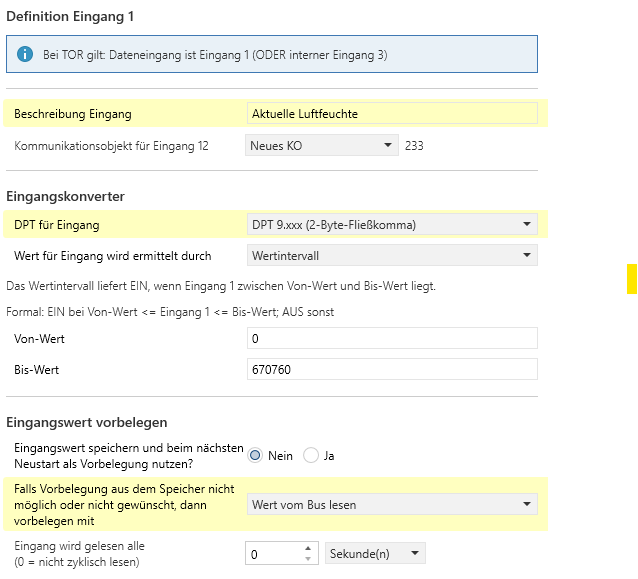 Definition Eingang 1
Bei TOR gilt: Dateneingang ist Eingang 1 (ODER interner Eingang 3)
Beschreibung Eingang Aktuelle Luftfeuchte
Kommunikationsobjekt für Eingang 12 Neues KO 233
Eingangskonverter
DPT für Eingang DPT 9.xxx (2-Byte-Fließkomma)
Wert für Eingang wird ermittelt durch Wertintervall
Das Wertintervall liefert EIN, wenn Eingang 1 zwischen Von-Wert und Bis-Wert liegt.
Formal: EIN bei Von-Wert <= Eingang 1 <= Bis-Wert; AUS sonst
Von-Wert 0
Bis-Wert 670760
Eingangswert vorbelegen
Eingangswert speichern und beim nächsten
Neustart als Vorbelegung nutzen? Nein Ja
Falls Vorbelegung aus dem Speicher nicht
möglich oder nicht gewünscht, dann Wert vom Bus lesen
vorbelegen mit
Eingang wird gelesen alle 0 Sekunde(n)
(0 = nicht zyklisch lesen)